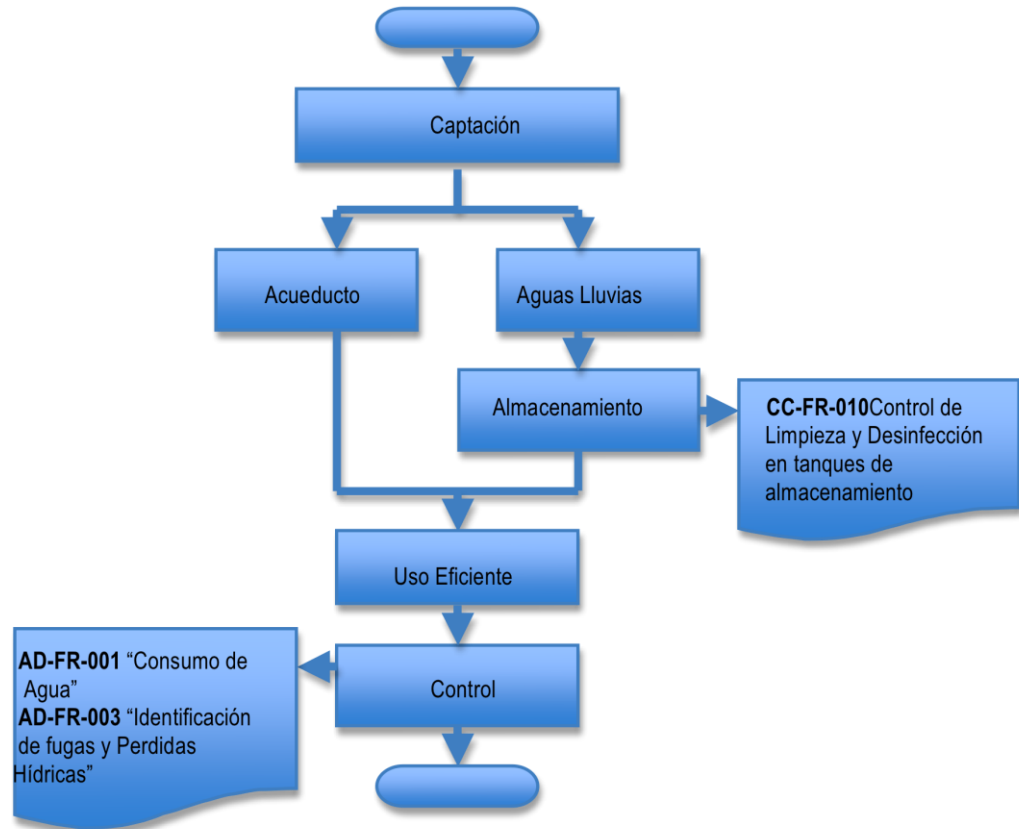 Captación
Acueducto
Aguas Lluvias
Almacenamiento
CC-FR-010Control de
Limpieza y Desinfección
en tanques de
almacenamiento
Uso Eficiente
Control
AD-FR-001 “Consumo de
Agua”
AD-FR-003 “Identificación
de fugas y Perdidas
Hídricas”